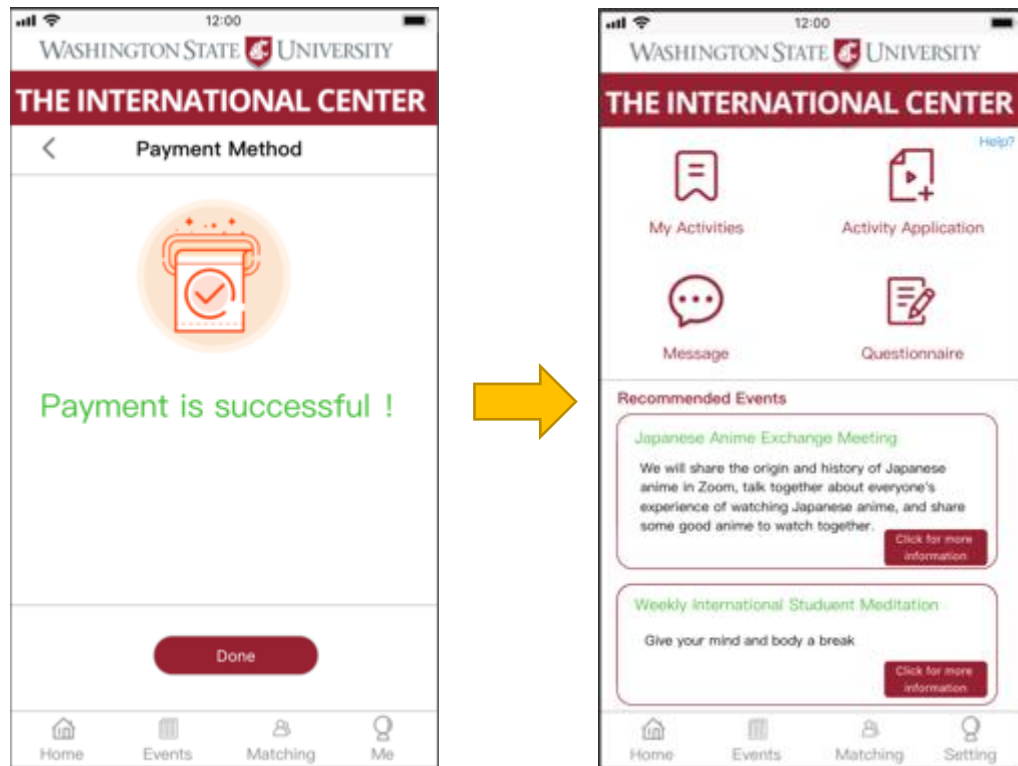 12:00
WASHINGTON STATE UNIVERSITY
THE INTERNATIONAL CENTER
Payment Method
Payment is successful !
Done
Home Events Matching Me
12:00
WASHINGTON STATE UNIVERSITY
THE INTERNATIONAL CENTER
Help?
My Activities Activity Application
Message Questionnaire
Recommended Events
Japanese Anime Exchange Meeting
We will share the origin and history of Japanese
anime in Zoom, talk together about everyone's
experience of watching Japanese anime, and share
some good anime to watch together.
Click for more
information
Weekly International Studuent Meditation
Give your mind and body a break
Click for more
information
Home Events Matching Setting